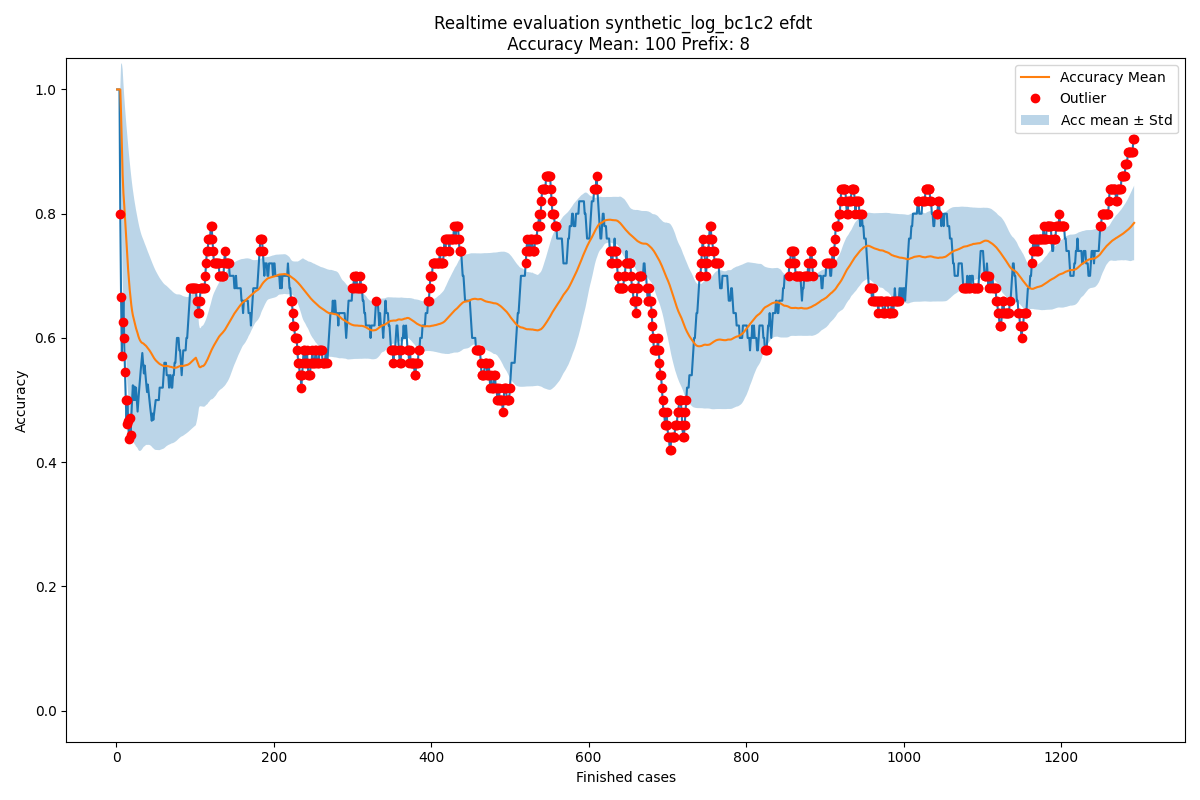 Realtime evaluation synthetic_log_bc1c2 efdt
Accuracy Mean: 100 Prefix: 8
Accuracy Mean
Outlier
Acc mean ± Std
Accuracy
1.0
0.8
0.6
0.4
0.2
0.0
0
200
400
600
800
1000
1200
Finished cases